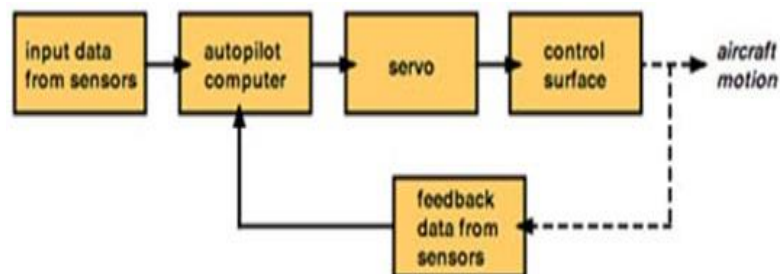 input data
from sensors
autopilot
computer
servo
control
surface
aircraft
motion
feedback
data from
sensors